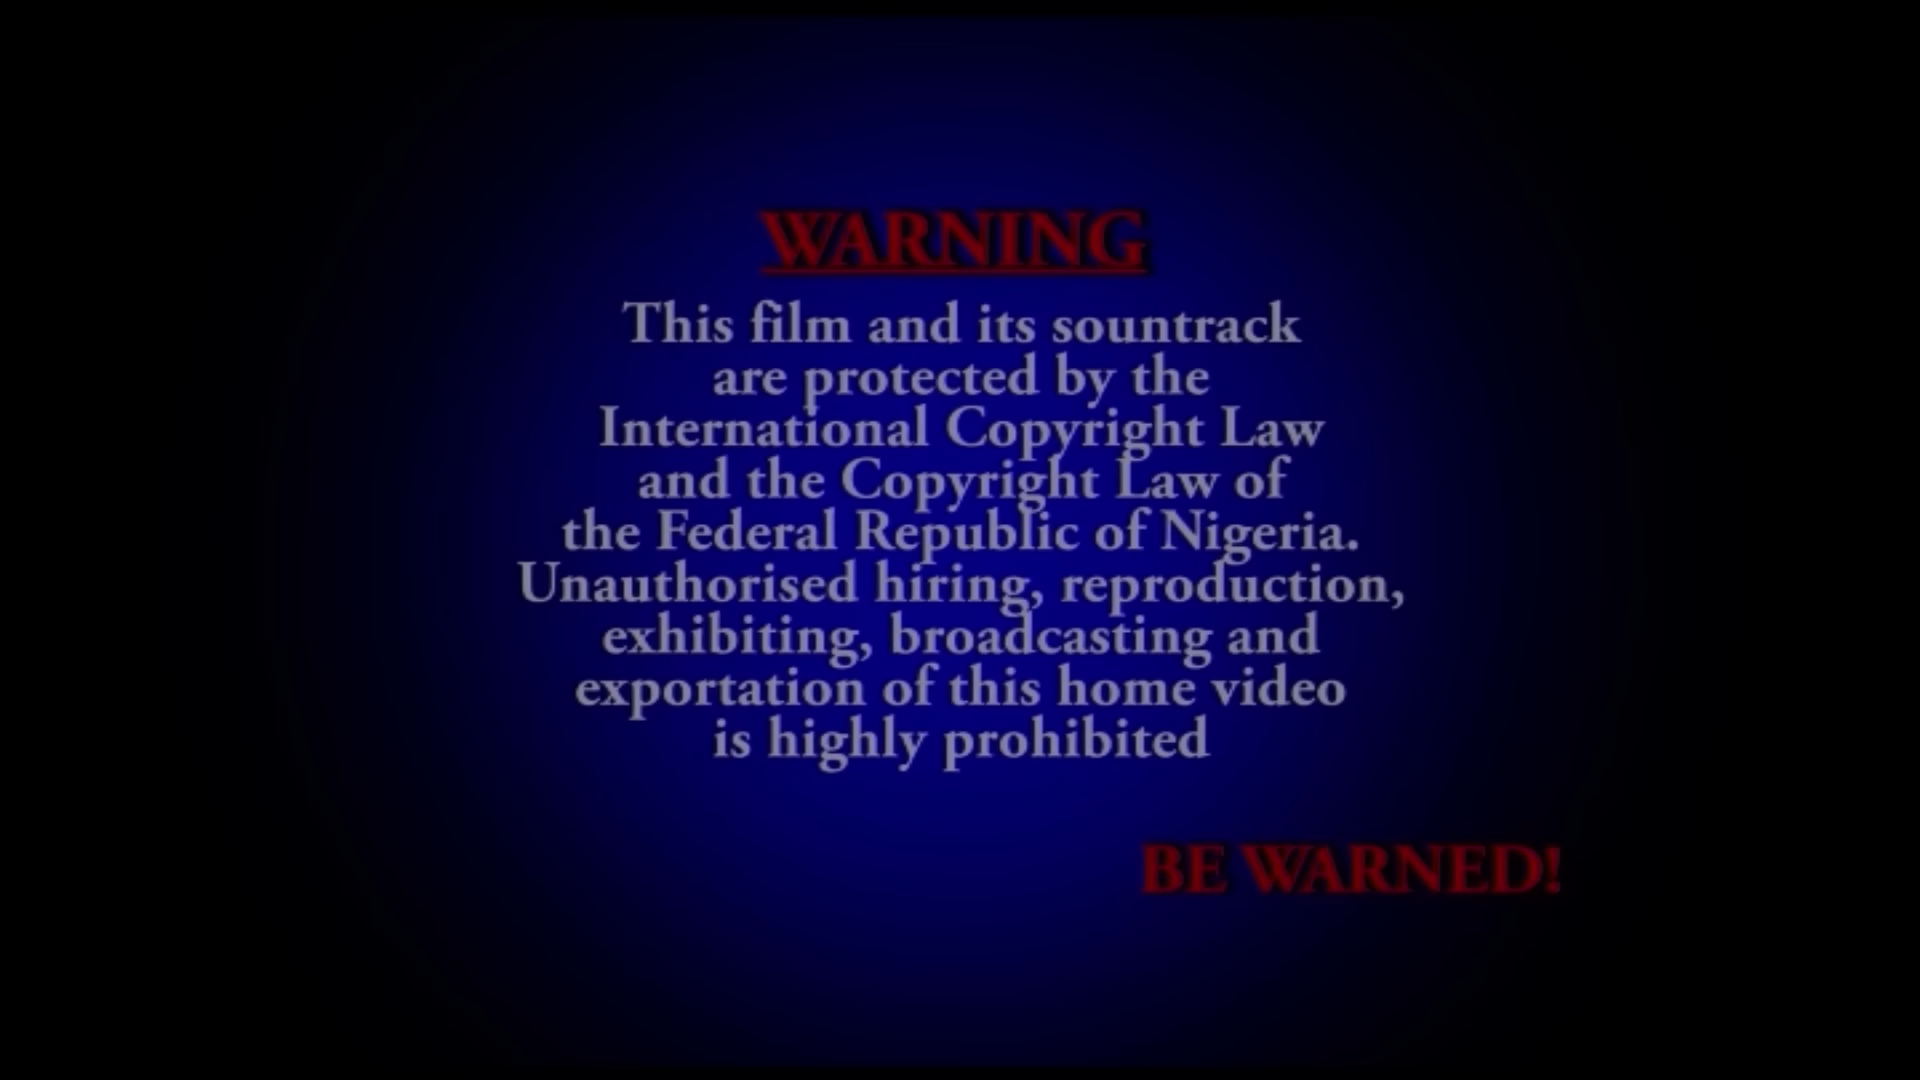 WARNING
This film and its sountrack
are protected by the
International Copyright Law
and the Copyright Law of
the Federal Republic of Nigeria.
Unauthorised hiring, reproduction,
exhibiting, broadcasting and
exportation of this home video
is highly prohibited
BE WARNED!